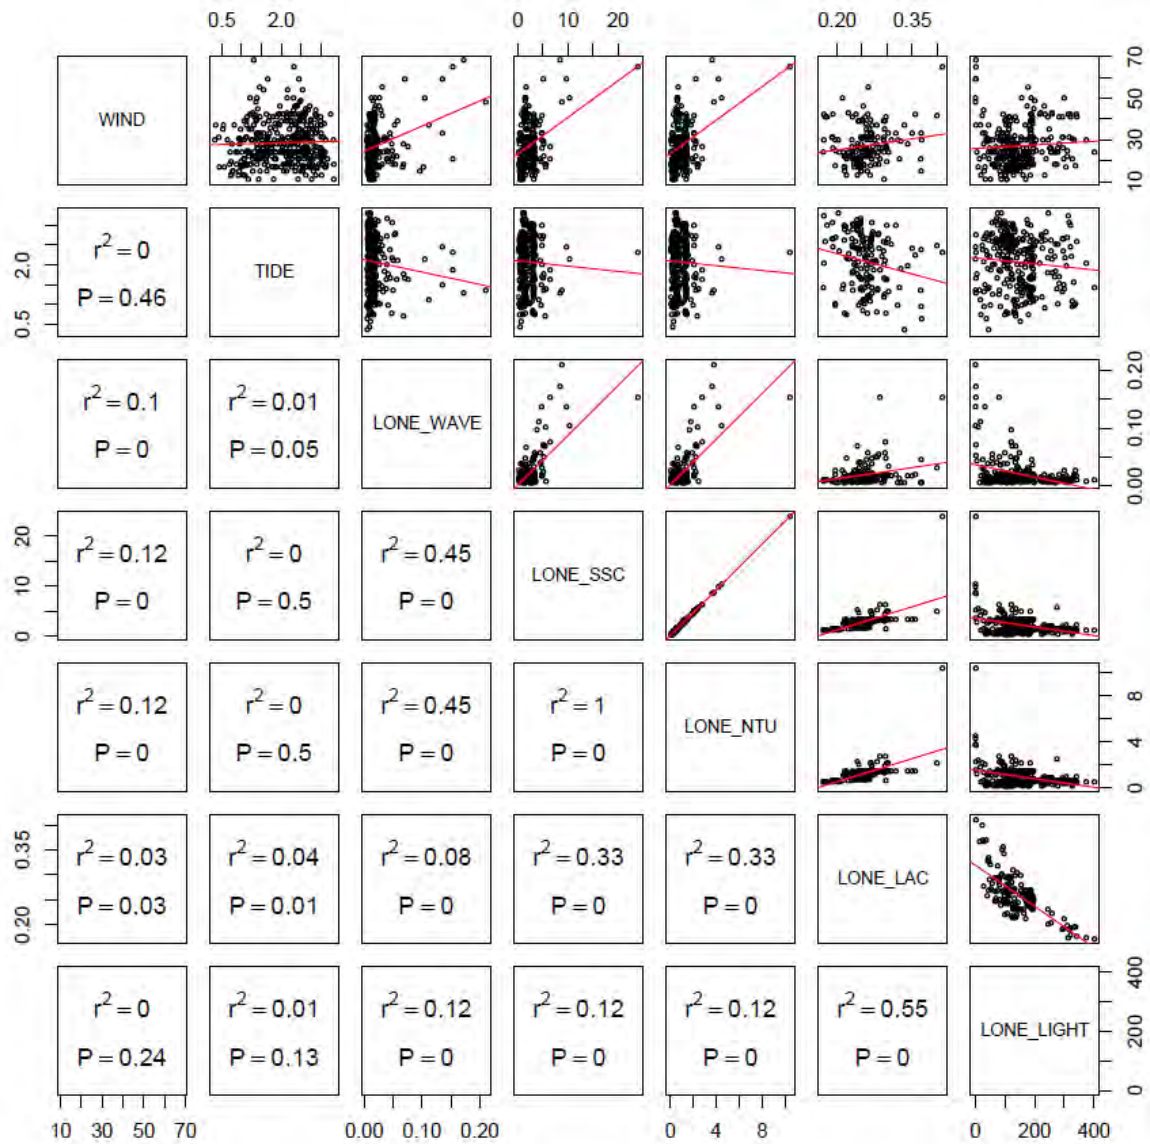 0.5 2.0 0 10 20 0.20 0.35
WIND 10 30 50 70
r² = 0 r² = 0
P = 0.46
TIDE
0.5 2.0
r² = 0.1 r² = 0.01
P = 0 P = 0.05
LONE_WAVE
0.00 0.10 0.20
r² = 0.12 r² = 0 r² = 0.45
P = 0 P = 0.5 P = 0
LONE_SSC
0 10 20
r² = 0.12 r² = 0 r² = 0.45 r² = 1
P = 0 P = 0.5 P = 0 P = 0
LONE_NTU
0 4 8
r² = 0.03 r² = 0.04 r² = 0.08 r² = 0.33 r² = 0.33
P = 0.03 P = 0.01 P = 0 P = 0 P = 0
LONE_LAC
0.20 0.35
r² = 0 r² = 0.01 r² = 0.12 r² = 0.12 r² = 0.12 r² = 0.55
P = 0.24 P = 0.13 P = 0 P = 0 P = 0 P = 0
LONE_LIGHT
0 200 400
10 30 50 70 0.00 0.10 0.20 0 4 8 0 200 400